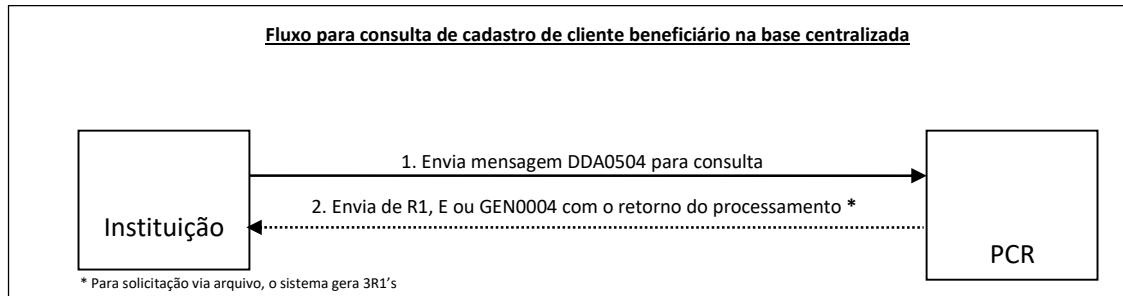 Fluxo para consulta de cadastro de cliente beneficiário na base centralizada
1. Envia mensagem DDA0504 para consulta
2. Envia de R1, E ou GEN0004 com o retorno do processamento *
Instituição
PCR
* Para solicitação via arquivo, o sistema gera 3R1’s